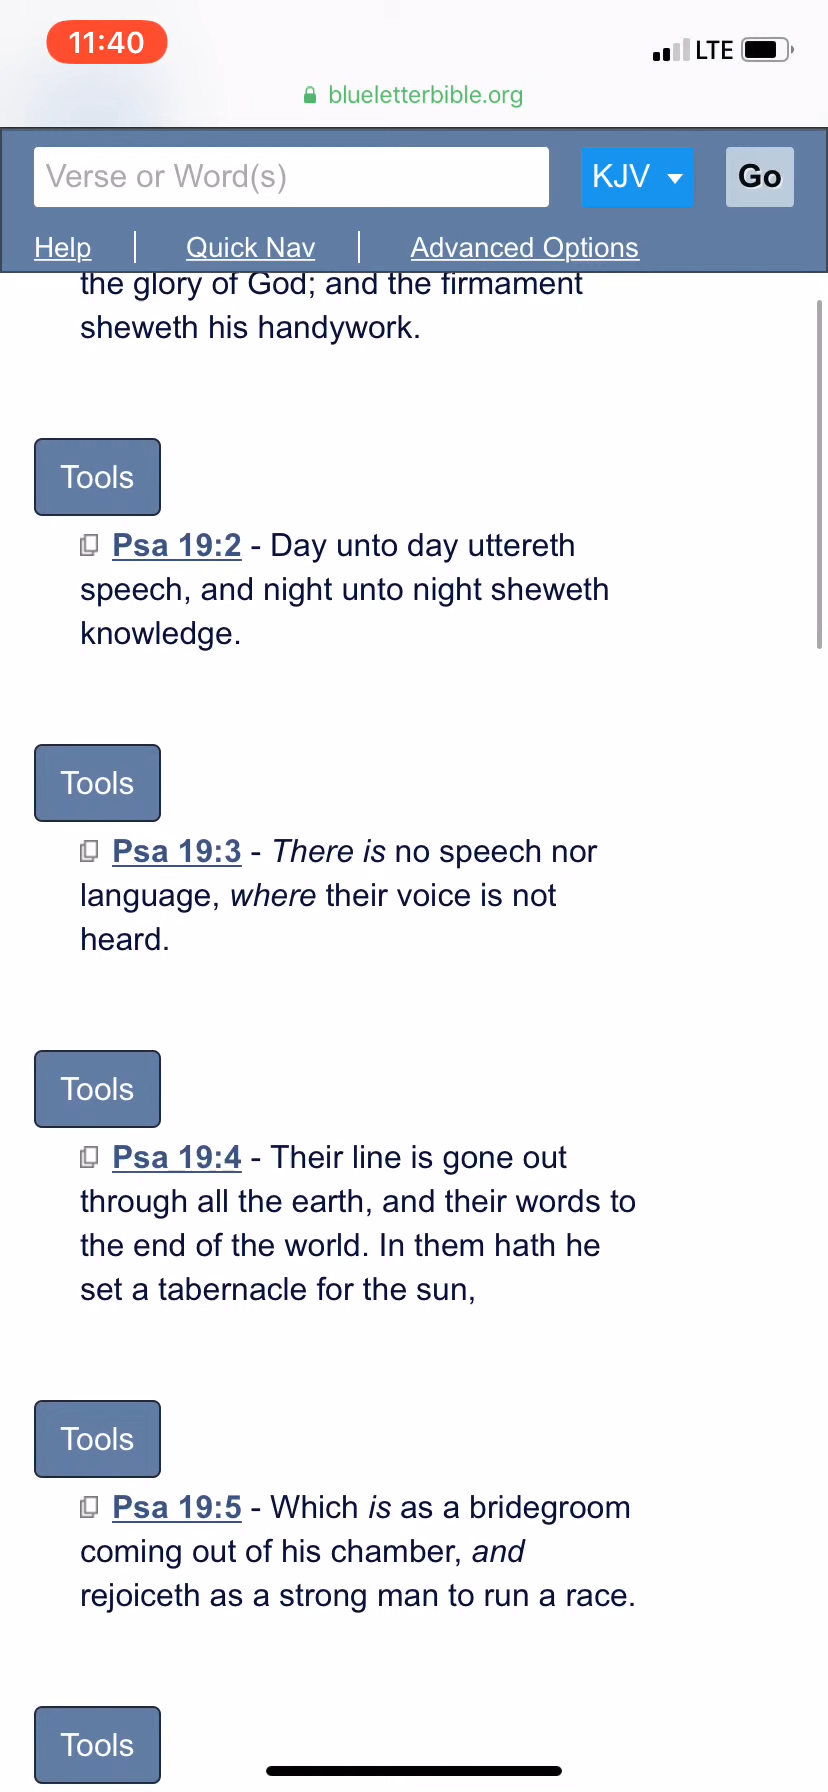 11:40
LTE
blueletterbible.org
Verse or Word(s)
KJV
Go
Help | Quick Nav | Advanced Options
the glory of God; and the firmament
sheweth his handywork.
Tools
Psa 19:2 - Day unto day uttereth
speech, and night unto night sheweth
knowledge.
Tools
Psa 19:3 - There is no speech nor
language, where their voice is not
heard.
Tools
Psa 19:4 - Their line is gone out
through all the earth, and their words to
the end of the world. In them hath he
set a tabernacle for the sun,
Tools
Psa 19:5 - Which is as a bridegroom
coming out of his chamber, and
rejoiceth as a strong man to run a race.
Tools